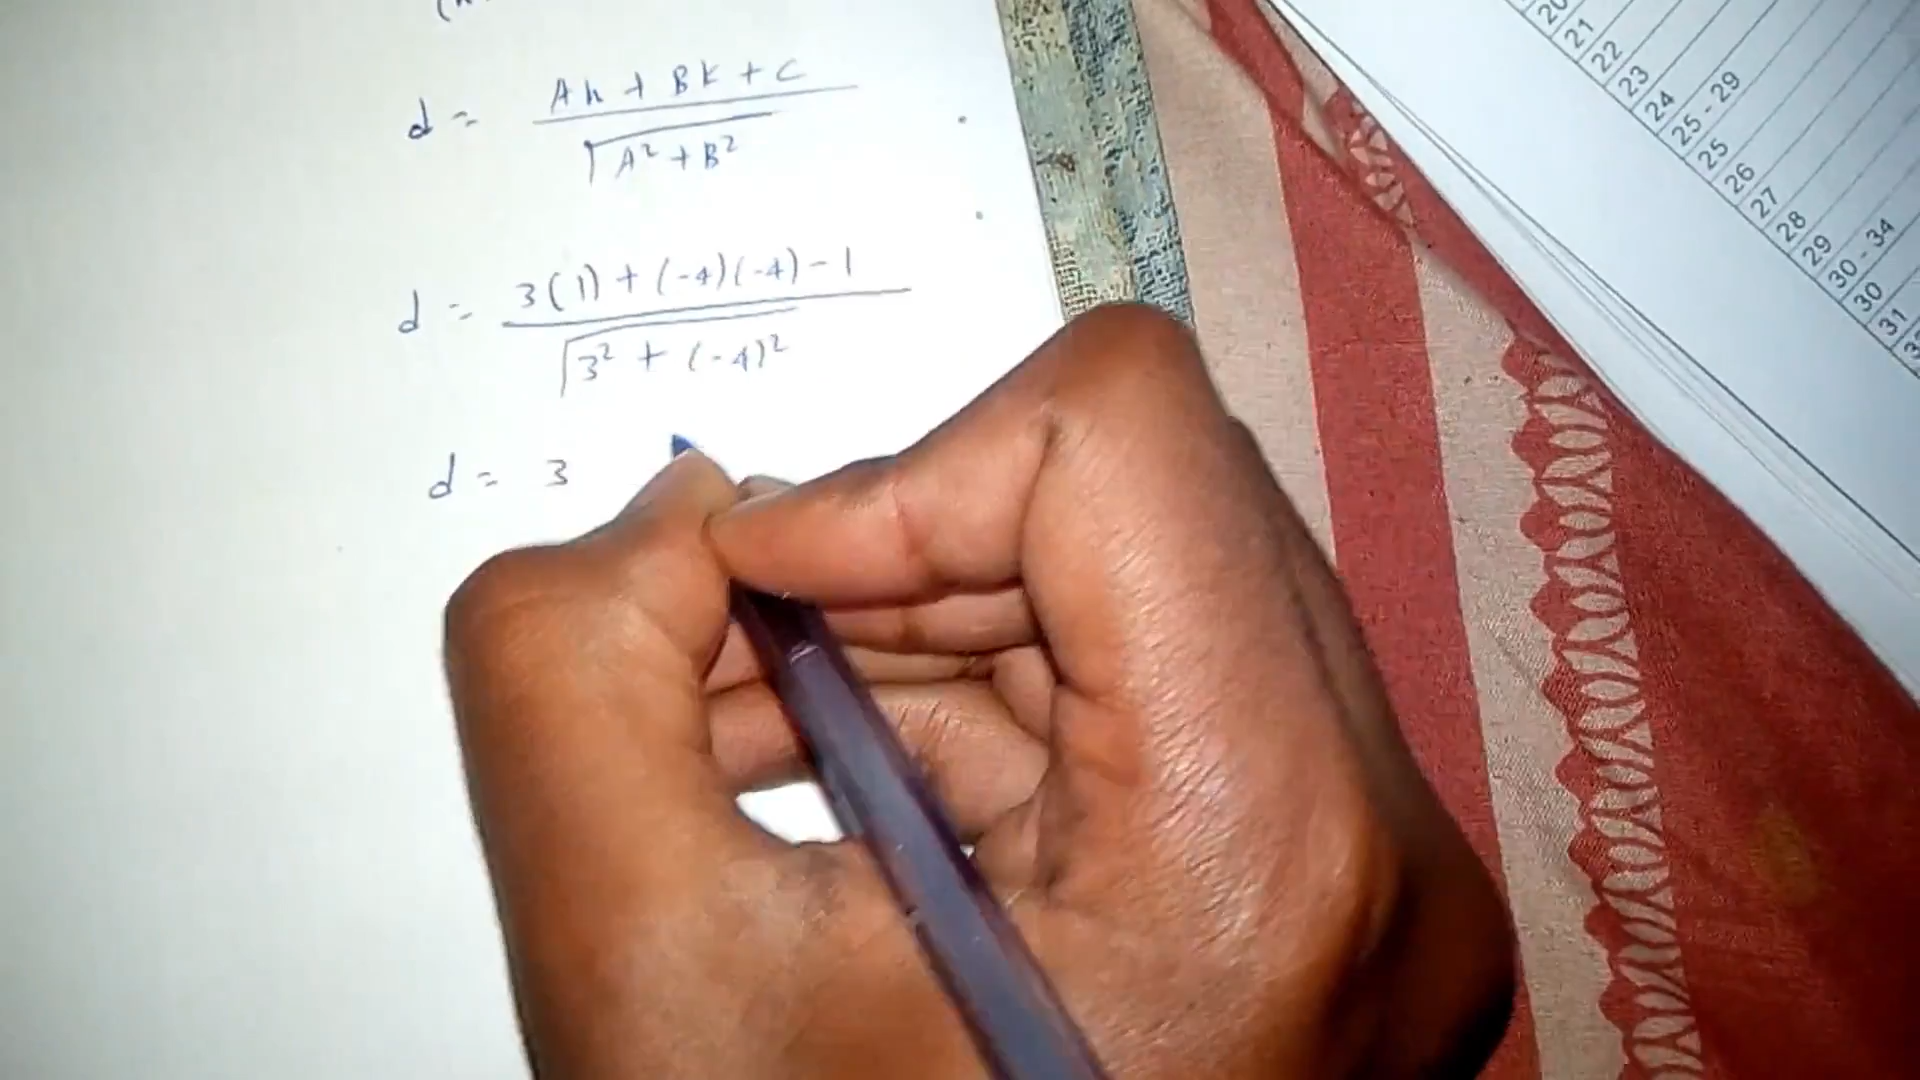 d = Ah + BK + C
√A² + B²
d = 3(1) + (-4)(-4) - 1
√3² + (-4)²
d = 3
20
21
22
23
24
25 - 29
25
26
27
28
29
30 - 34
30
31